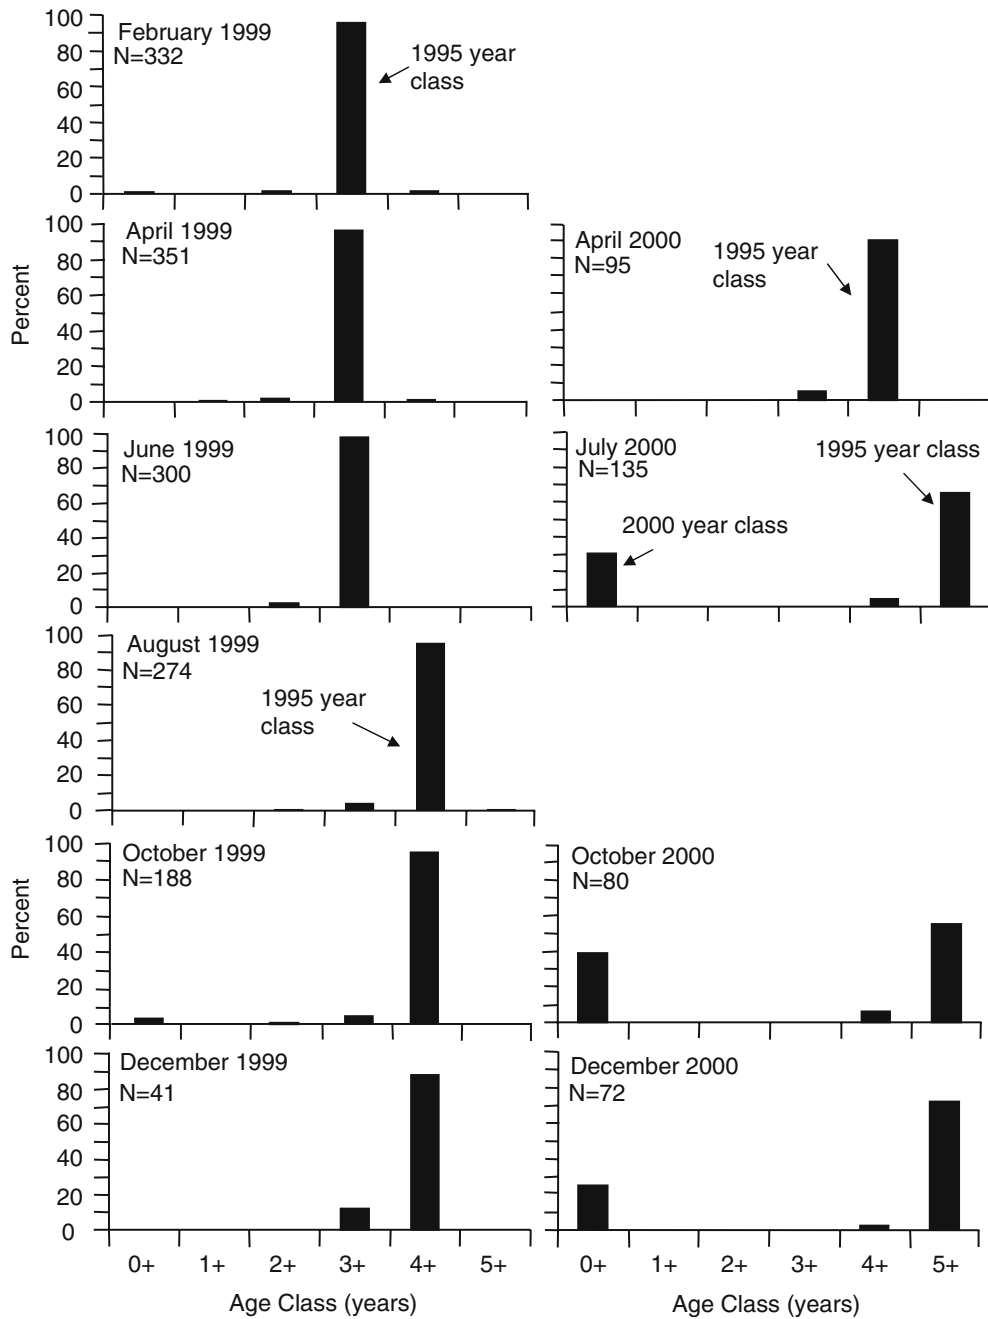 100
80
60
40
20
0
February 1999
N=332
1995 year
class
Percent
100
80
60
40
20
0
April 1999
N=351
April 2000
N=95
1995 year
class
100
80
60
40
20
0
June 1999
N=300
July 2000
N=135
1995 year class
2000 year class
100
80
60
40
20
0
August 1999
N=274
1995 year
class
Percent
100
80
60
40
20
0
October 1999
N=188
October 2000
N=80
100
80
60
40
20
0
December 1999
N=41
December 2000
N=72
0+ 1+ 2+ 3+ 4+ 5+
Age Class (years)
0+ 1+ 2+ 3+ 4+ 5+
Age Class (years)